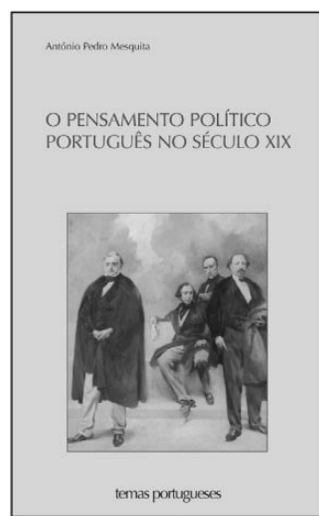 António Pedro Mesquita
O PENSAMENTO POLÍTICO
PORTUGUÊS NO SÉCULO XIX
temas portugueses